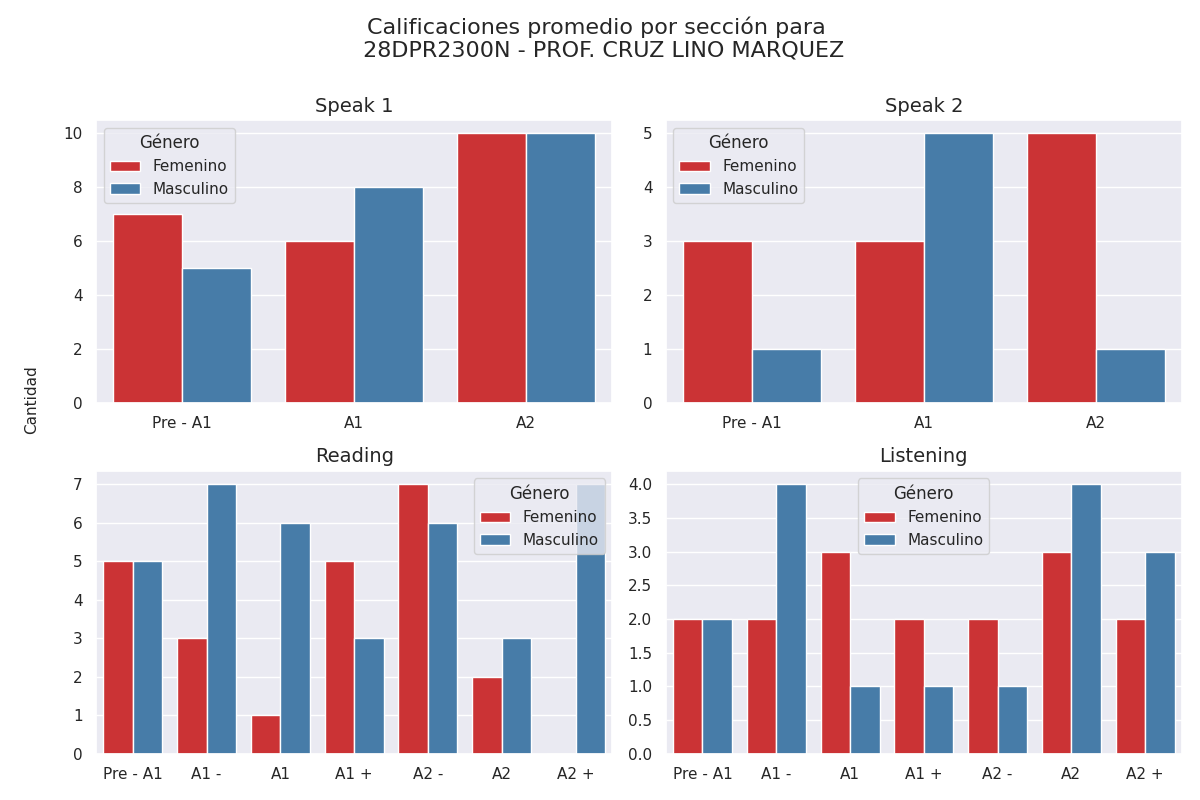 Calificaciones promedio por sección para
28DPR2300N - PROF. CRUZ LINO MARQUEZ
Cantidad
Speak 1
Género
Femenino
Masculino
10
8
6
4
2
0
Pre - A1 A1 A2
Speak 2
Género
Femenino
Masculino
5
4
3
2
1
0
Pre - A1 A1 A2
Reading
Género
Femenino
Masculino
7
6
5
4
3
2
1
0
Pre - A1 A1 - A1 A1 + A2 - A2 A2 +
Listening
Género
Femenino
Masculino
4.0
3.5
3.0
2.5
2.0
1.5
1.0
0.5
0.0
Pre - A1 A1 - A1 A1 + A2 - A2 A2 +